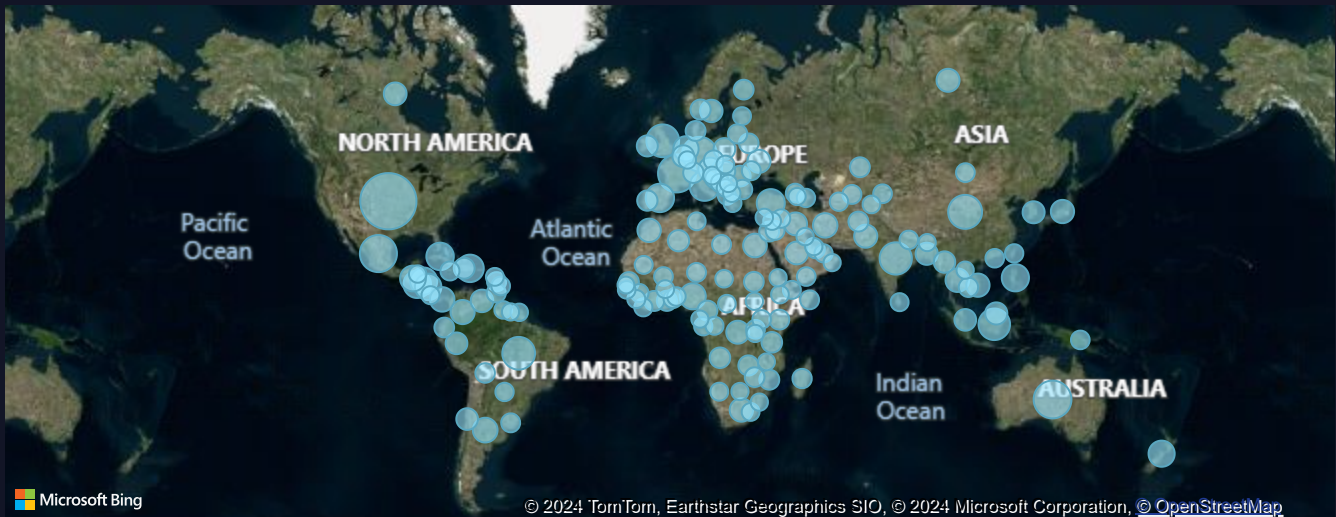 NORTH AMERICA
ASIA
EUROPE
Pacific
Ocean
Atlantic
Ocean
AFRICA
SOUTH AMERICA
Indian
Ocean
AUSTRALIA
Microsoft Bing
© 2024 TomTom, Earthstar Geographics SIO, © 2024 Microsoft Corporation, © OpenStreetMap